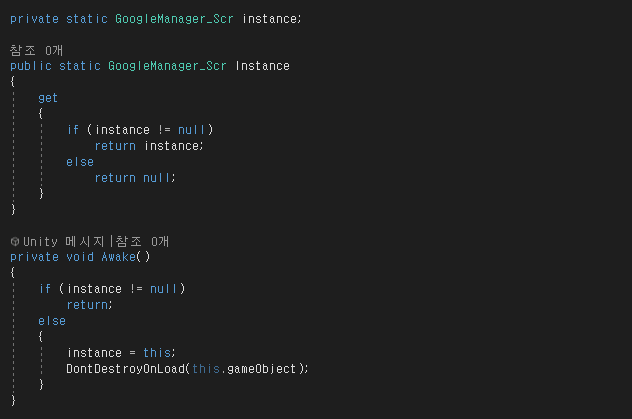 private static GoogleManager_Scr instance;
참조 0개
public static GoogleManager_Scr Instance
{
get
{
if (instance != null)
return instance;
else
return null;
}
}
Unity 메시지|참조 0개
private void Awake()
{
if (instance != null)
return;
else
{
instance = this;
DontDestroyOnLoad(this.gameObject);
}
}